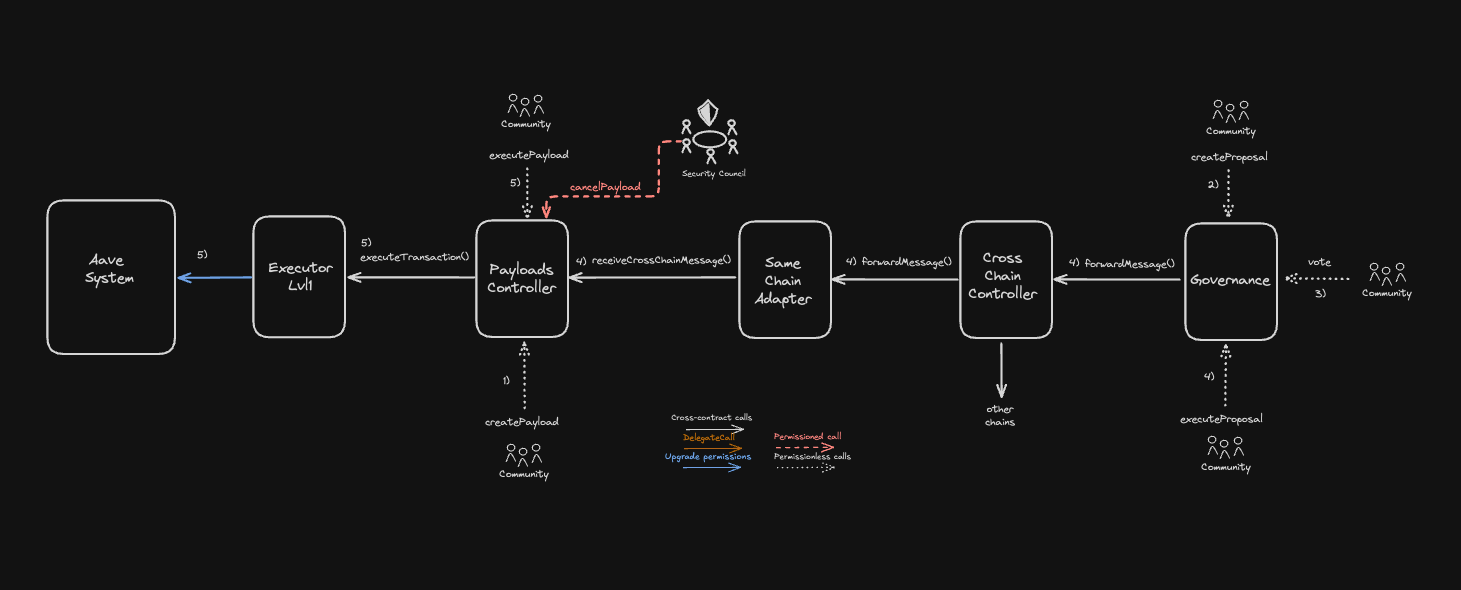 Community
executePayload
5)
cancelPayload
Security Council
Community
createProposal
2)
Aave
System
5)
Executor
Lvl1
5)
executeTransaction()
Payloads
Controller
4) receiveCrossChainMessage()
Same
Chain
Adapter
4) forwardMessage()
Cross
Chain
Controller
4) forwardMessage()
Governance
vote
3)
Community
1)
createPayload
Community
other
chains
4)
executeProposal
Community
Cross-contract calls
DelegateCall
Upgrade permissions
Permissioned call
Permissionless calls